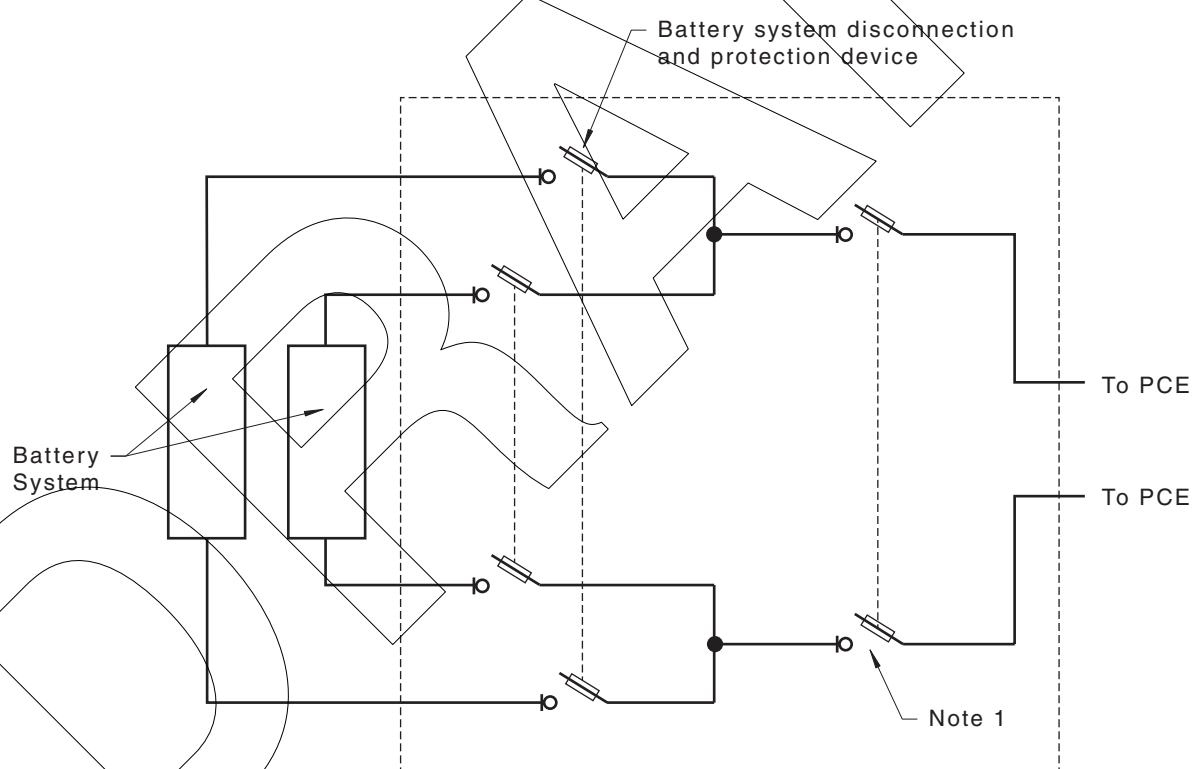 Battery system disconnection
and protection device
To PCE
Battery
System
To PCE
Note 1